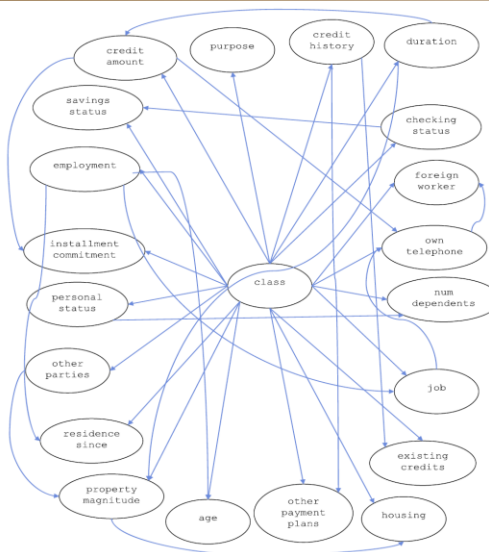 credit
amount
purpose
credit
history
duration
savings
status
checking
status
employment
foreign
worker
installment
commitment
own
telephone
class
personal
status
num
dependents
other
parties
job
residence
since
existing
credits
property
magnitude
age
other
payment
plans
housing